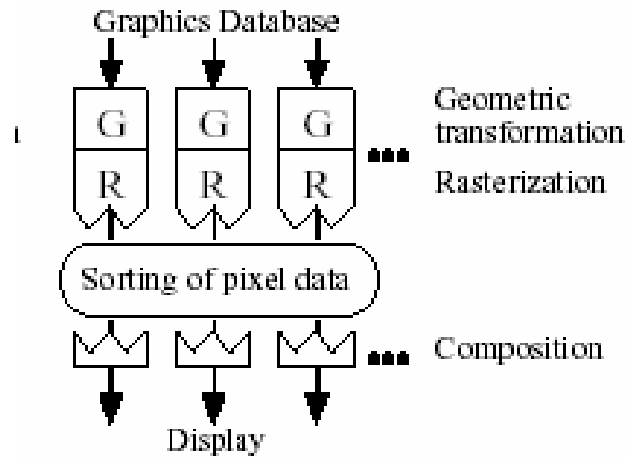 Graphics Database
G G G
Geometric
transformation
R R R
Rasterization
Sorting of pixel data
Composition
Display